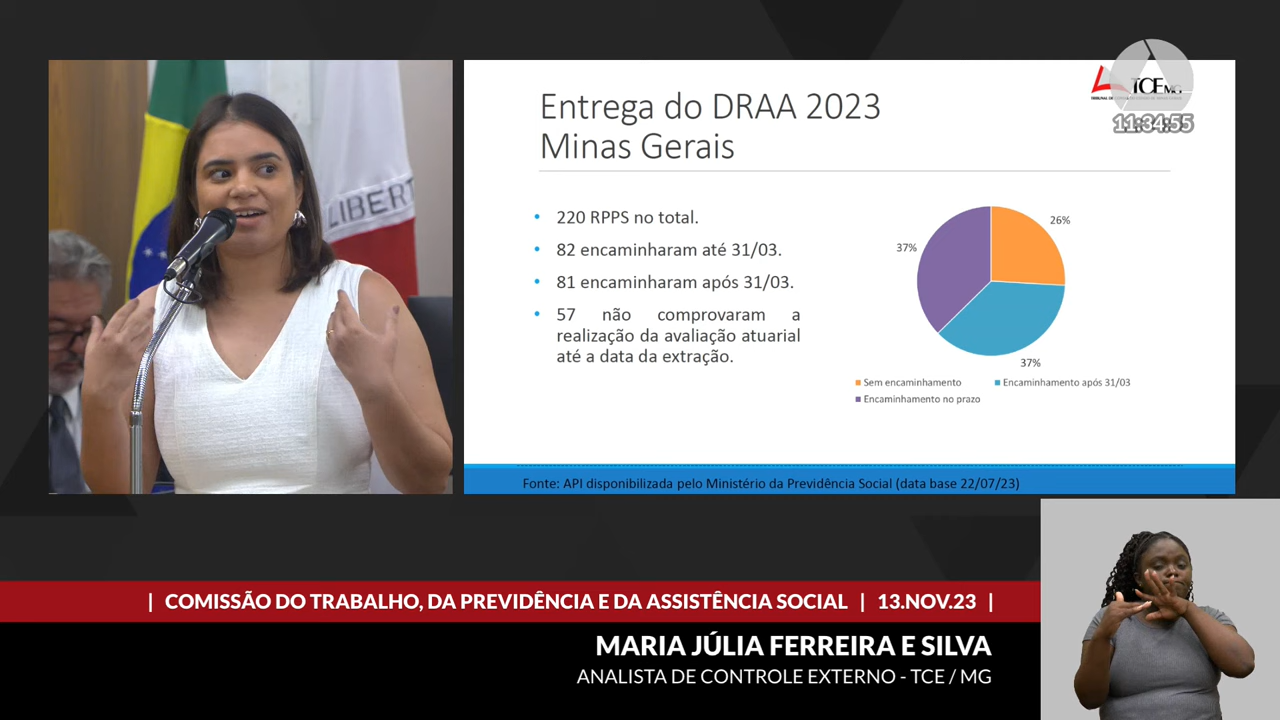 LIBERT
Entrega do DRAA 2023
Minas Gerais
TCE MG
11:34:55
• 220 RPPS no total.
• 82 encaminharam até 31/03.
• 81 encaminharam após 31/03.
• 57 não comprovaram a
realização da avaliação atuarial
até a data da extração.
26%
37%
37%
Sem encaminhamento
Encaminhamento após 31/03
Encaminhamento no prazo
Fonte: API disponibilizada pelo Ministério da Previdência Social (data base 22/07/23)
| COMISSÃO DO TRABALHO, DA PREVIDÊNCIA E DA ASSISTÊNCIA SOCIAL | 13.NOV.23 |
MARIA JÚLIA FERREIRA E SILVA
ANALISTA DE CONTROLE EXTERNO - TCE / MG